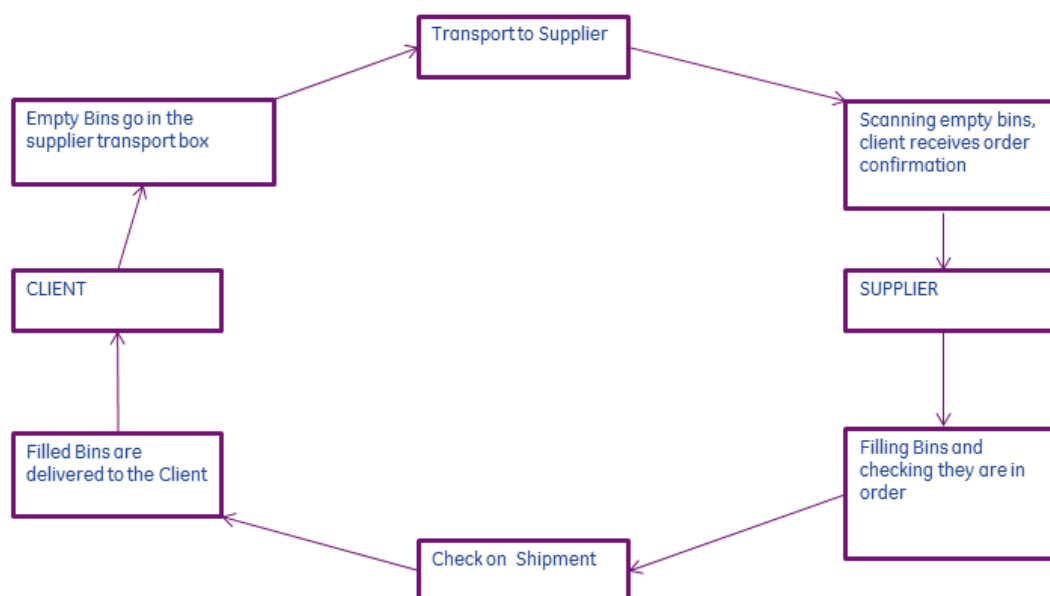 Transport to Supplier
Empty Bins go in the
supplier transport box
Scanning empty bins,
client receives order
confirmation
CLIENT
SUPPLIER
Filled Bins are
delivered to the Client
Filling Bins and
checking they are in
order
Check on Shipment